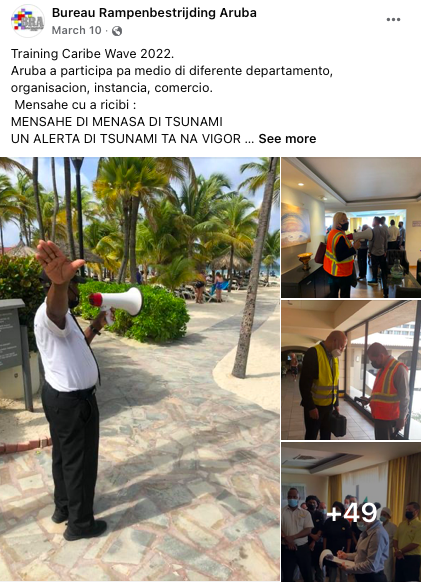 Bureau Rampenbestrijding Aruba
March 10 ·
Training Caribe Wave 2022.
Aruba a participa pa medio di diferente departamento,
organisacion, instancia, comercio.
Mensahe cu a ricibi :
MENSAHE DI MENASA DI TSUNAMI
UN ALERTA DI TSUNAMI TA NA VIGOR ... See more
BRA
+49